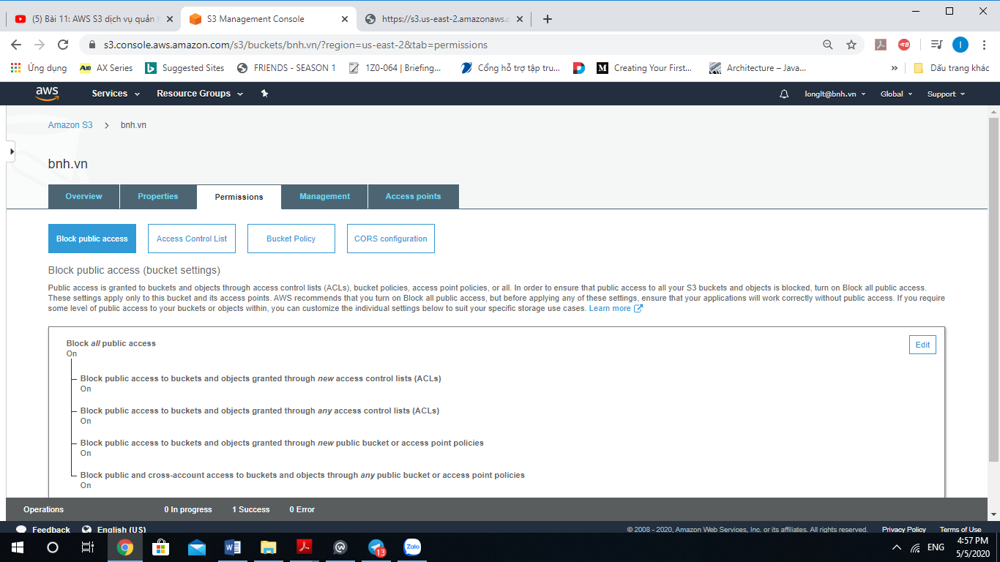 (5) Bài 11: AWS S3 dịch vụ quản
S3 Management Console
https://s3.us-east-2.amazonaws.
s3.console.aws.amazon.com/s3/buckets/bnh.vn/?region=us-east-2&tab=permissions
I
Ứng dụng
A10
AX Series
Suggested Sites
FRIENDS - SEASON 1
1Z0-064 | Briefing...
Cổng hỗ trợ tập tru...
Creating Your First...
Architecture – Java...
»
Dấu trang khác
aws
Services
Resource Groups
longlt@bnh.vn
Global
Support
Amazon S3 > bnh.vn
bnh.vn
Overview
Properties
Permissions
Management
Access points
Block public access
Access Control List
Bucket Policy
CORS configuration
Block public access (bucket settings)
Public access is granted to buckets and objects through access control lists (ACLs), bucket policies, access point policies, or all. In order to ensure that public access to all your S3 buckets and objects is blocked, turn on Block all public access.
These settings apply only to this bucket and its access points. AWS recommends that you turn on Block all public access, but before applying any of these settings, ensure that your applications will work correctly without public access. If you require
some level of public access to your buckets or objects within, you can customize the individual settings below to suit your specific storage use cases. Learn more
Block all public access
On
Edit
Block public access to buckets and objects granted through new access control lists (ACLs)
On
Block public access to buckets and objects granted through any access control lists (ACLs)
On
Block public access to buckets and objects granted through new public bucket or access point policies
On
Block public and cross-account access to buckets and objects through any public bucket or access point policies
On
Operations
0 In progress
1 Success
0 Error
Feedback
English (US)
© 2008 - 2020, Amazon Web Services, Inc. or its affiliates. All rights reserved.
Privacy Policy
Terms of Use
13
Zalo
ENG
4:57 PM
5/5/2020